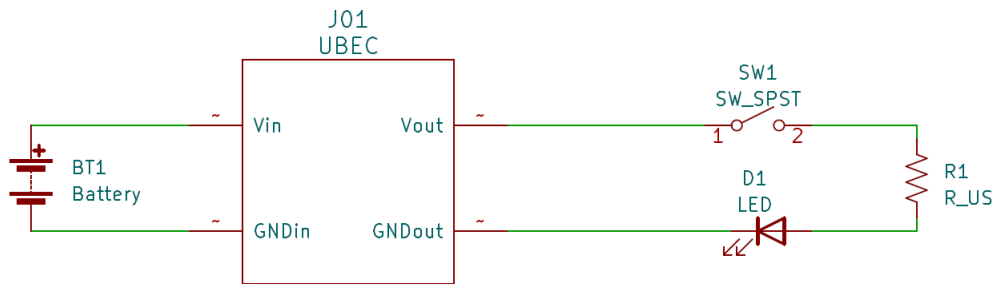 J01
UBEC
SW1
SW_SPST
~
Vin
Vout
~
1
2
BT1
Battery
D1
LED
R1
R_US
~
GNDin
GNDout
~